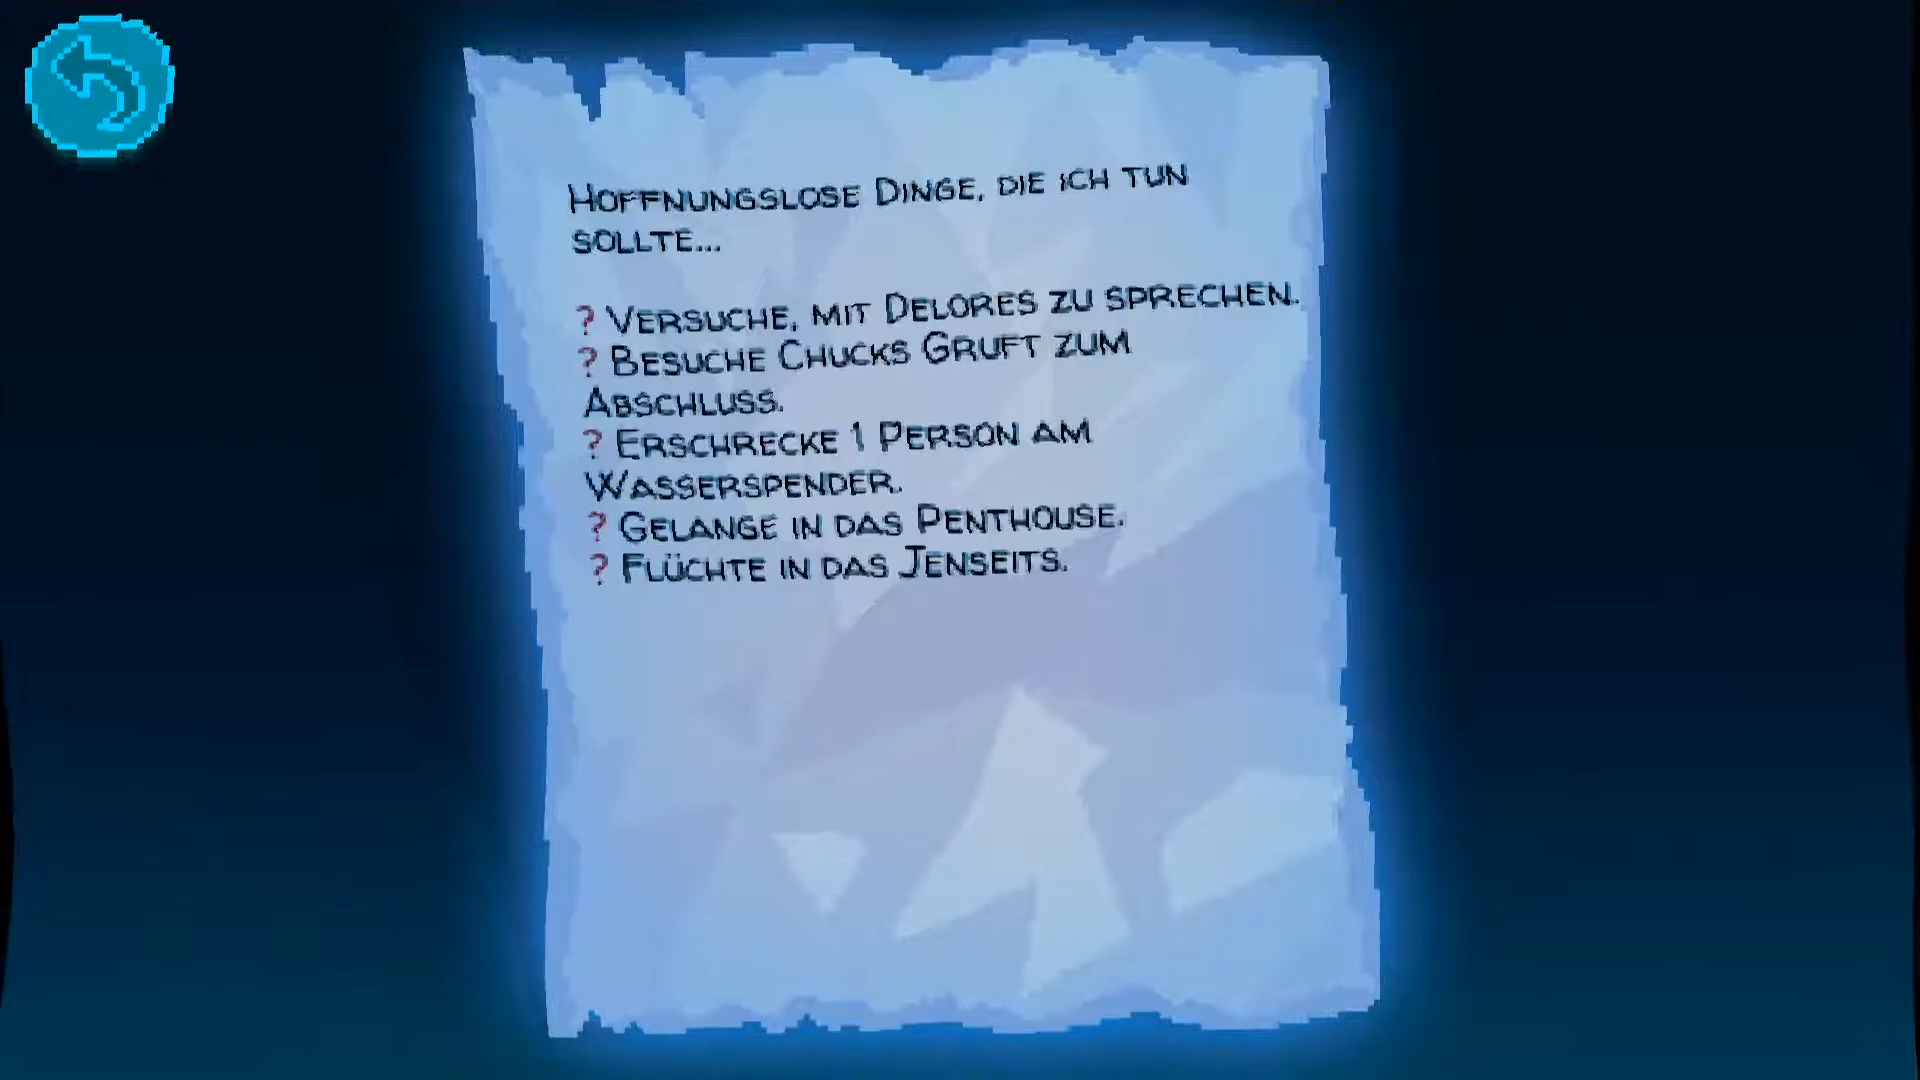 Hoffnungslose Dinge, die ich tun
sollte...
? Versuche, mit Delores zu sprechen.
? Besuche Chucks Gruft zum
Abschluss.
? Erschrecke 1 Person am
Wasserspender.
? Gelange in das Penthouse.
? Flüchte in das Jenseits.